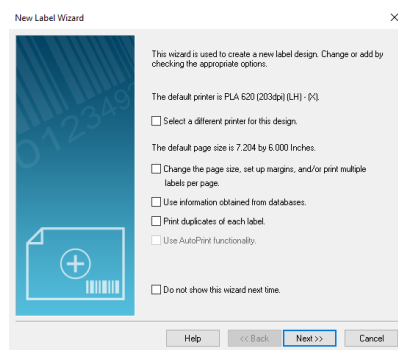 New Label Wizard
This wizard is used to create a new label design. Change or add by
checking the appropriate options.
The default printer is PLA 620 (203dpi) (LH) - (X).
Select a different printer for this design.
The default page size is 7.204 by 6.000 Inches.
Change the page size, set up margins, and/or print multiple
labels per page.
Use information obtained from databases.
Print duplicates of each label.
Use AutoPrint functionality.
Do not show this wizard next time.
Help
<< Back
Next >>
Cancel